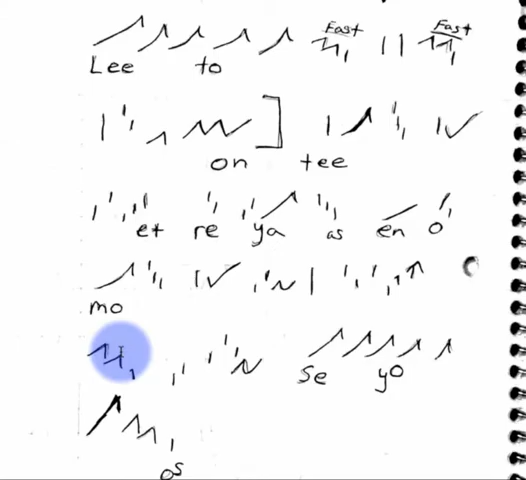 Fast Fast
Lee to
on tee
et re ya as en o
mo
se yo
os